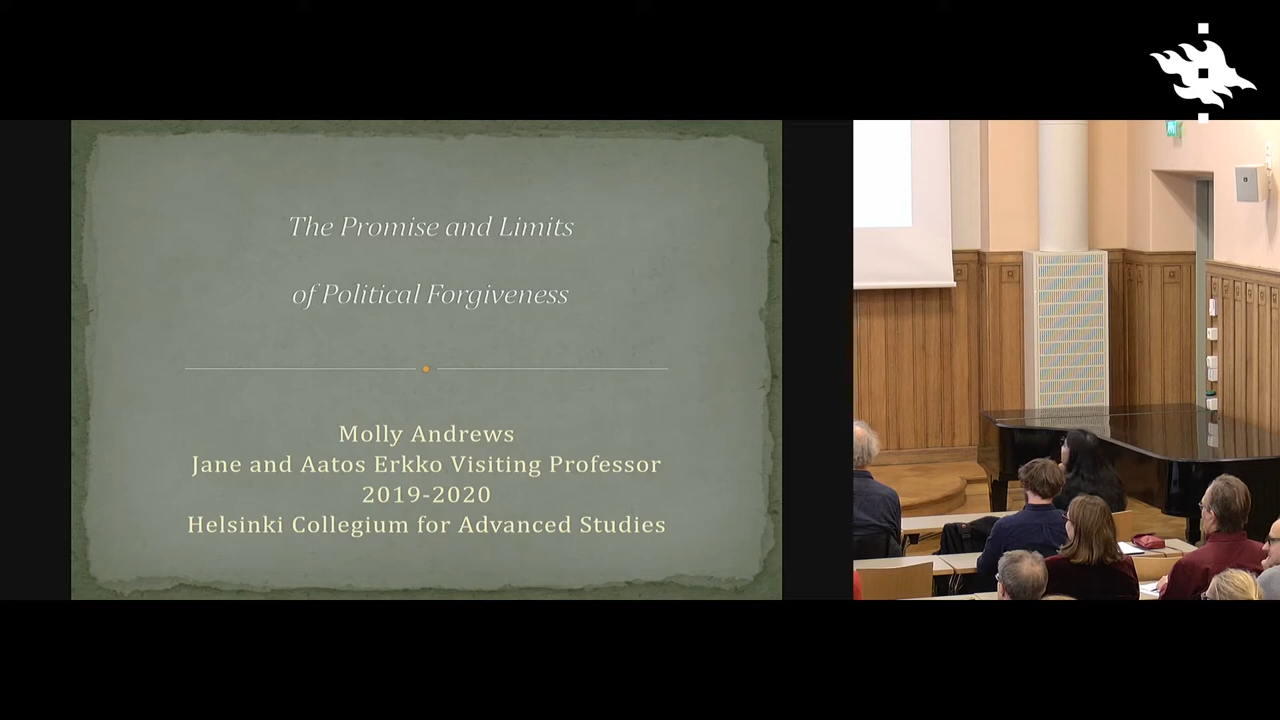 The Promise and Limits
of Political Forgiveness
Molly Andrews
Jane and Aatos Erkko Visiting Professor
2019-2020
Helsinki Collegium for Advanced Studies